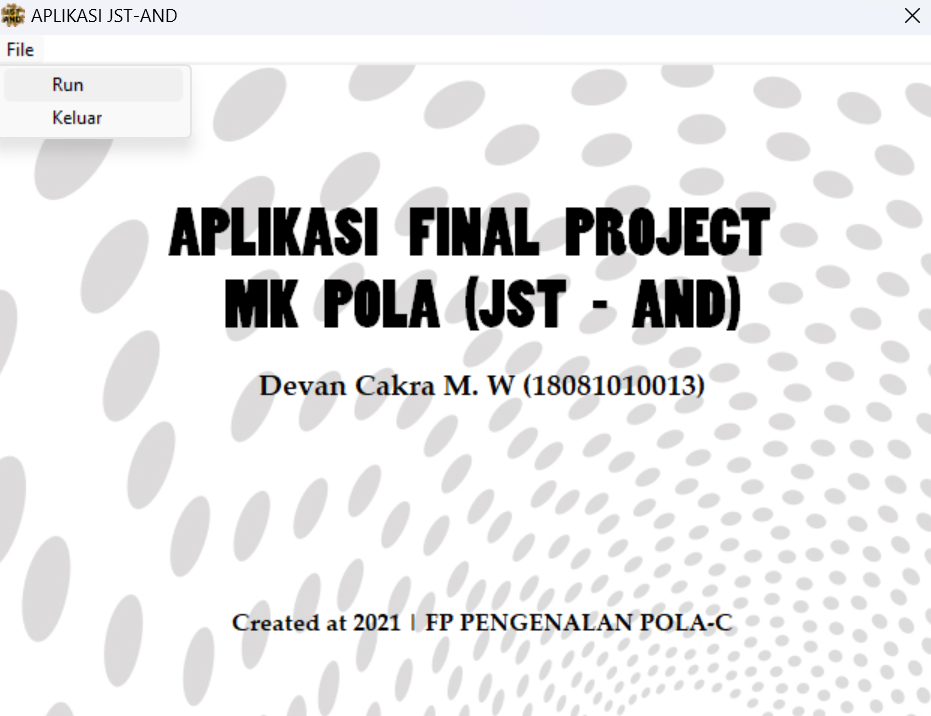 APLIKASI JST-AND
File
Run
Keluar
APLIKASI FINAL PROJECT
MK POLA (JST - AND)
Devan Cakra M. W (18081010013)
Created at 2021 | FP PENGENALAN POLA-C